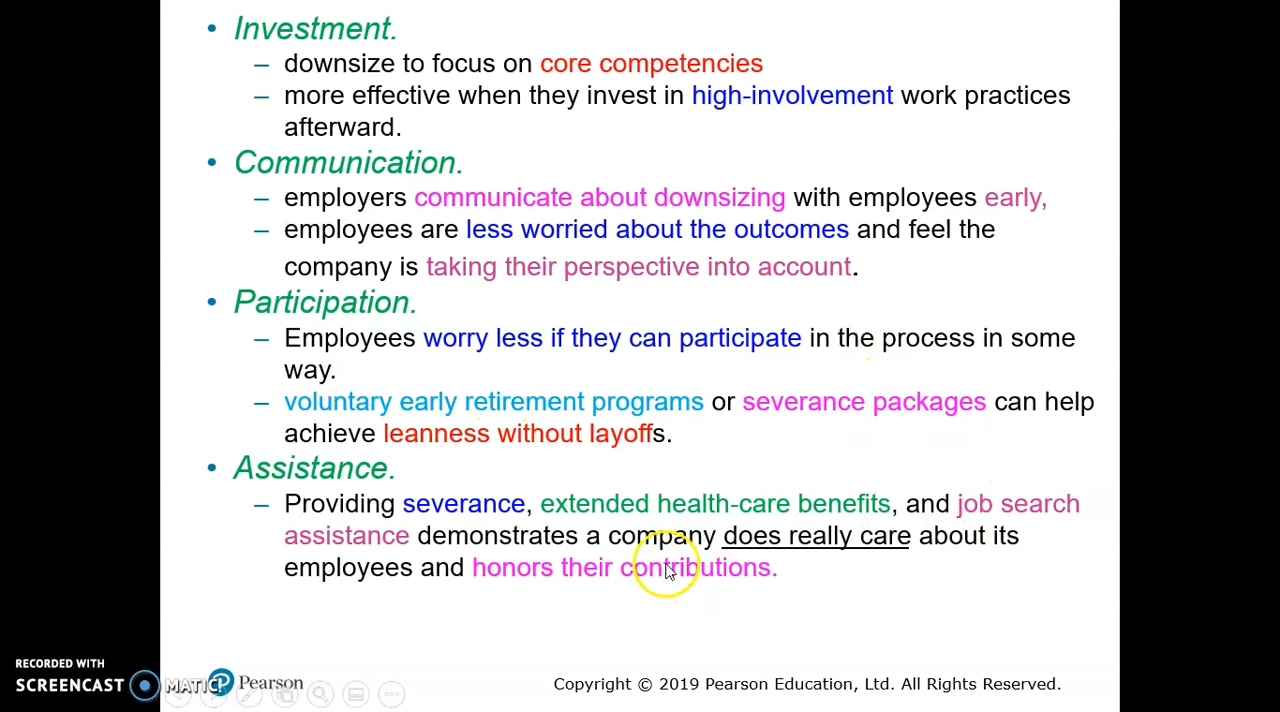 • Investment.
– downsize to focus on core competencies
– more effective when they invest in high-involvement work practices
afterward.
• Communication.
– employers communicate about downsizing with employees early,
– employees are less worried about the outcomes and feel the
company is taking their perspective into account.
• Participation.
– Employees worry less if they can participate in the process in some
way.
– voluntary early retirement programs or severance packages can help
achieve leanness without layoffs.
• Assistance.
– Providing severance, extended health-care benefits, and job search
assistance demonstrates a company does really care about its
employees and honors their contributions.
RECORDED WITH
SCREENCAST MATIC
Pearson
Copyright © 2019 Pearson Education, Ltd. All Rights Reserved.